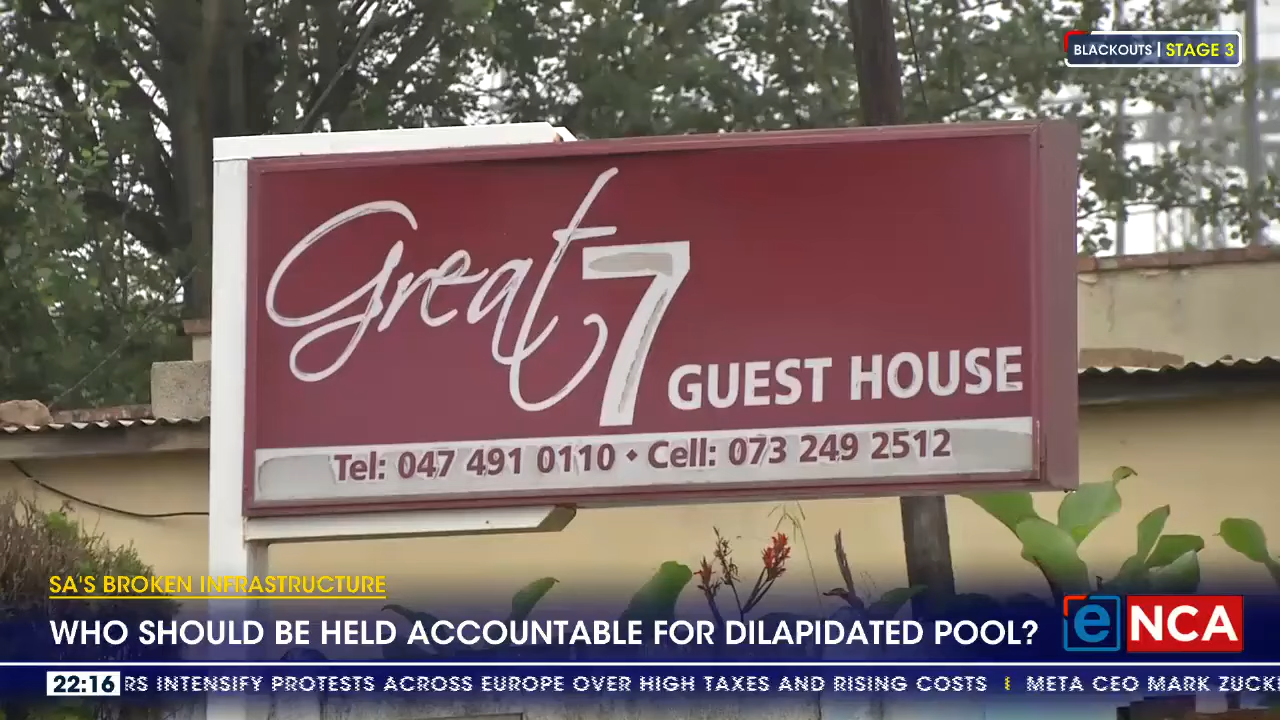 BLACKOUTS | STAGE 3
Great 7 GUEST HOUSE
Tel: 047 491 0110 • Cell: 073 249 2512
SA'S BROKEN INFRASTRUCTURE
WHO SHOULD BE HELD ACCOUNTABLE FOR DILAPIDATED POOL?
eNCA
22:16 RS INTENSIFY PROTESTS ACROSS EUROPE OVER HIGH TAXES AND RISING COSTS META CEO MARK ZUCK